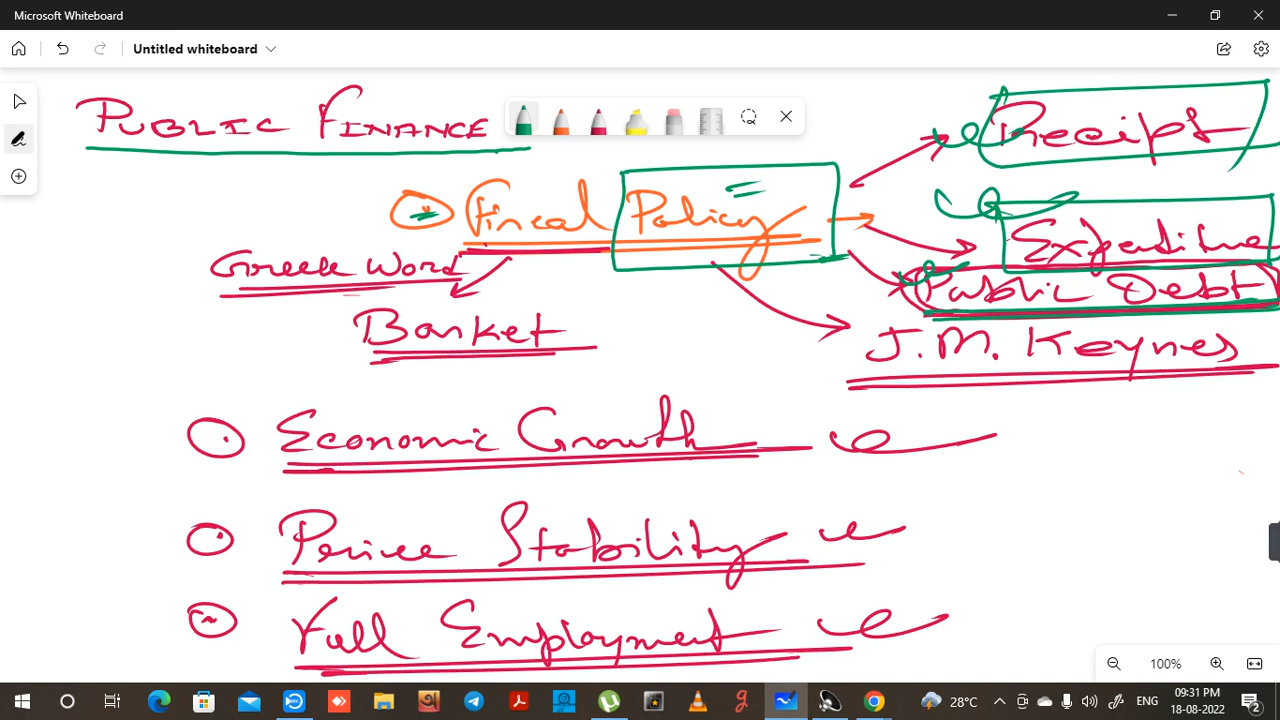 Microsoft Whiteboard
Untitled whiteboard
PUBLIC FINANCE
Receipt
Fiscal Policy
Expenditure
Greek Word
Public Debt
Basket
J.M. Keynes
Economic Growth
Price Stability
Full Employment
100%
28°C
ENG
09:31 PM
18-08-2022
2